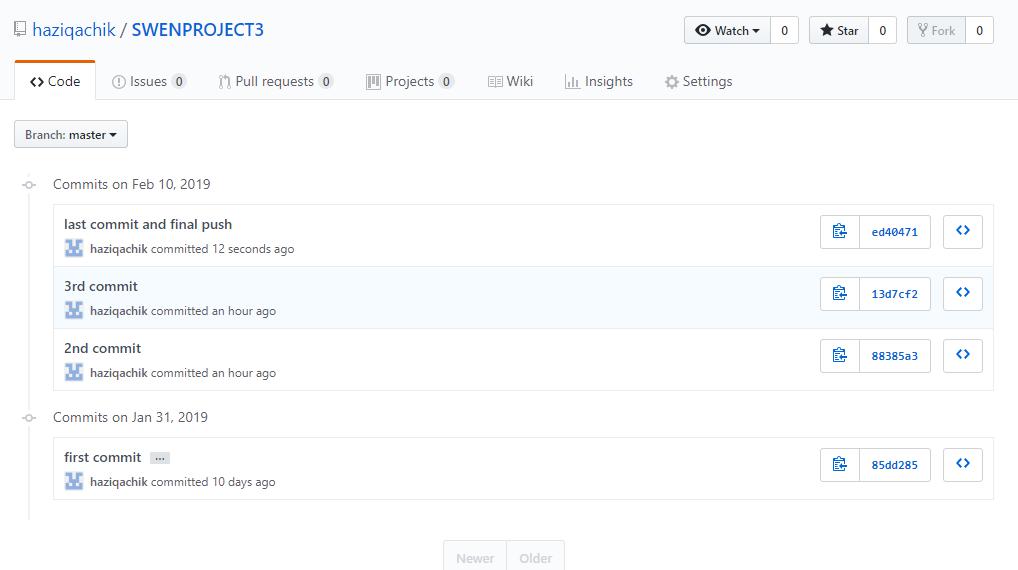 haziqachik / SWENPROJECT3
Watch 0 Star 0 Fork 0
Code Issues 0 Pull requests 0 Projects 0 Wiki Insights Settings
Branch: master
Commits on Feb 10, 2019
last commit and final push
haziqachik committed 12 seconds ago
ed40471
3rd commit
haziqachik committed an hour ago
13d7cf2
2nd commit
haziqachik committed an hour ago
88385a3
Commits on Jan 31, 2019
first commit ...
haziqachik committed 10 days ago
85dd285
Newer Older